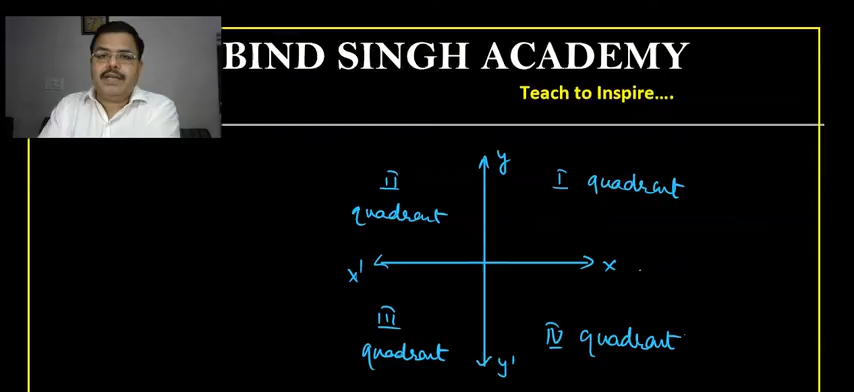 BIND SINGH ACADEMY
Teach to Inspire....
y
II
quadrant
I quadrant
x'
x
III
quadrant
IV quadrant
y'